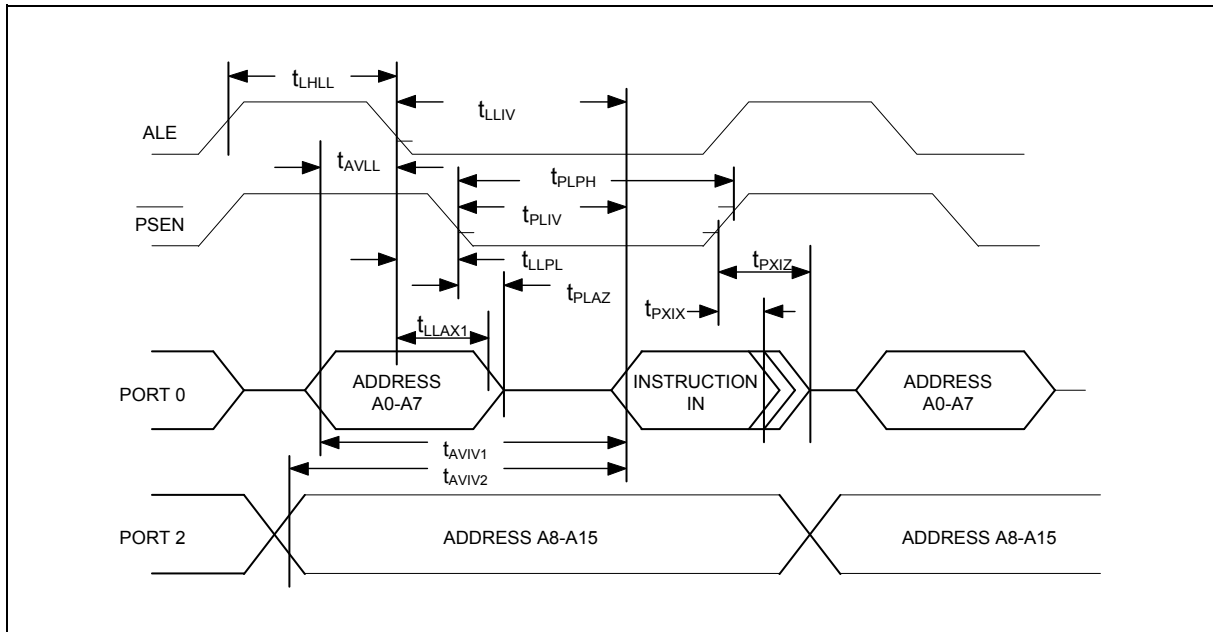 tLHLL
tLLIV
ALE
tAVLL
tPLPH
PSEN
tPLIV
tLLPL
tPXIZ
tPLAZ
tPXIX
tLLAX1
PORT 0
ADDRESS
A0-A7
INSTRUCTION
IN
ADDRESS
A0-A7
tAVIV1
tAVIV2
PORT 2
ADDRESS A8-A15
ADDRESS A8-A15